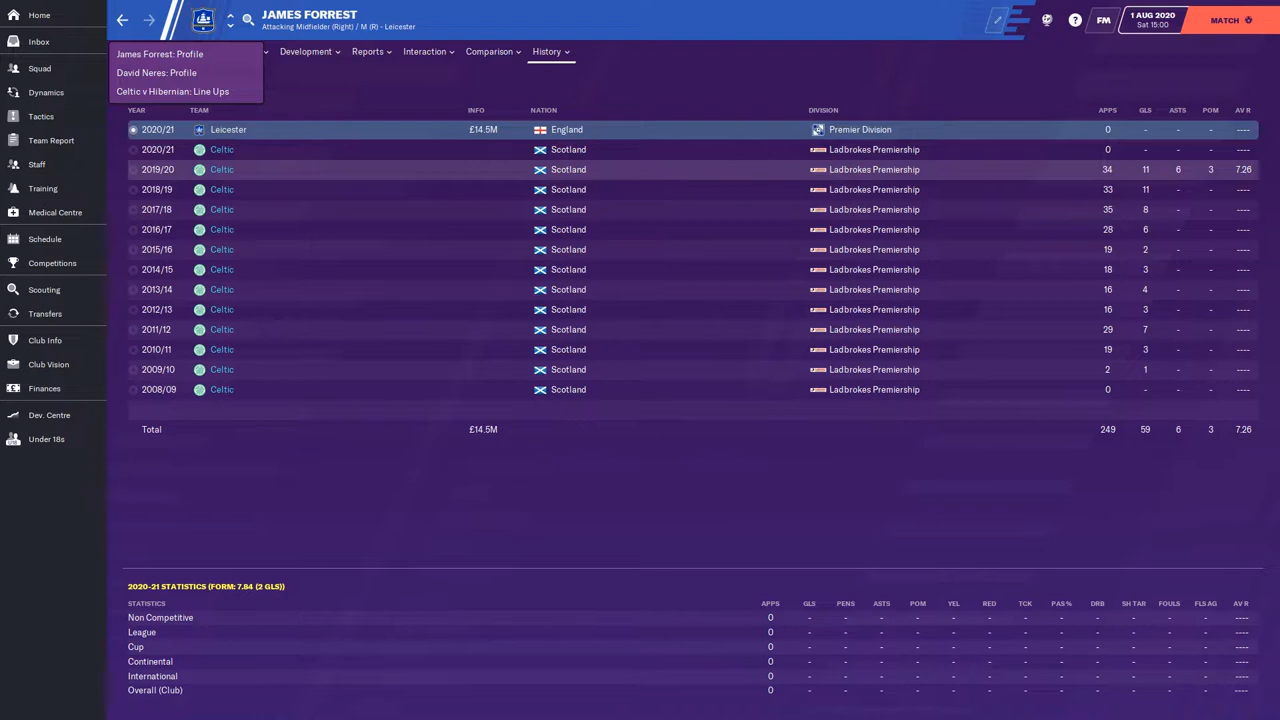 Home
Inbox
Squad
Dynamics
Tactics
Team Report
Staff
Training
Medical Centre
Schedule
Competitions
Scouting
Transfers
Club Info
Club Vision
Finances
Dev. Centre
Under 18s
JAMES FORREST
Attacking Midfielder (Right) / M (R) - Leicester
FM
1 AUG 2020
Sat 15:00
MATCH
James Forrest: Profile
David Neres: Profile
Celtic v Hibernian: Line Ups
Development Reports Interaction Comparison History
YEAR TEAM INFO NATION DIVISION APPS GLS ASTS POM AV R
2020/21 Leicester £14.5M England Premier Division 0 - - - ----
2020/21 Celtic Scotland Ladbrokes Premiership 0 - - - ----
2019/20 Celtic Scotland Ladbrokes Premiership 34 11 6 3 7.26
2018/19 Celtic Scotland Ladbrokes Premiership 33 11 - - ----
2017/18 Celtic Scotland Ladbrokes Premiership 35 8 - - ----
2016/17 Celtic Scotland Ladbrokes Premiership 28 6 - - ----
2015/16 Celtic Scotland Ladbrokes Premiership 19 2 - - ----
2014/15 Celtic Scotland Ladbrokes Premiership 18 3 - - ----
2013/14 Celtic Scotland Ladbrokes Premiership 16 4 - - ----
2012/13 Celtic Scotland Ladbrokes Premiership 16 3 - - ----
2011/12 Celtic Scotland Ladbrokes Premiership 29 7 - - ----
2010/11 Celtic Scotland Ladbrokes Premiership 19 3 - - ----
2009/10 Celtic Scotland Ladbrokes Premiership 2 1 - - ----
2008/09 Celtic Scotland Ladbrokes Premiership 0 - - - ----
Total £14.5M 249 59 6 3 7.26
2020-21 STATISTICS (FORM: 7.84 (2 GLS))
STATISTICS APPS GLS PENS ASTS POM YEL RED TCK PAS % DRB SH TAR FOULS FLS AG AV R
Non Competitive 0 - - - - - - - - - - - - ----
League 0 - - - - - - - - - - - - ----
Cup 0 - - - - - - - - - - - - ----
Continental 0 - - - - - - - - - - - - ----
International 0 - - - - - - - - - - - - ----
Overall (Club) 0 - - - - - - - - - - - - ----